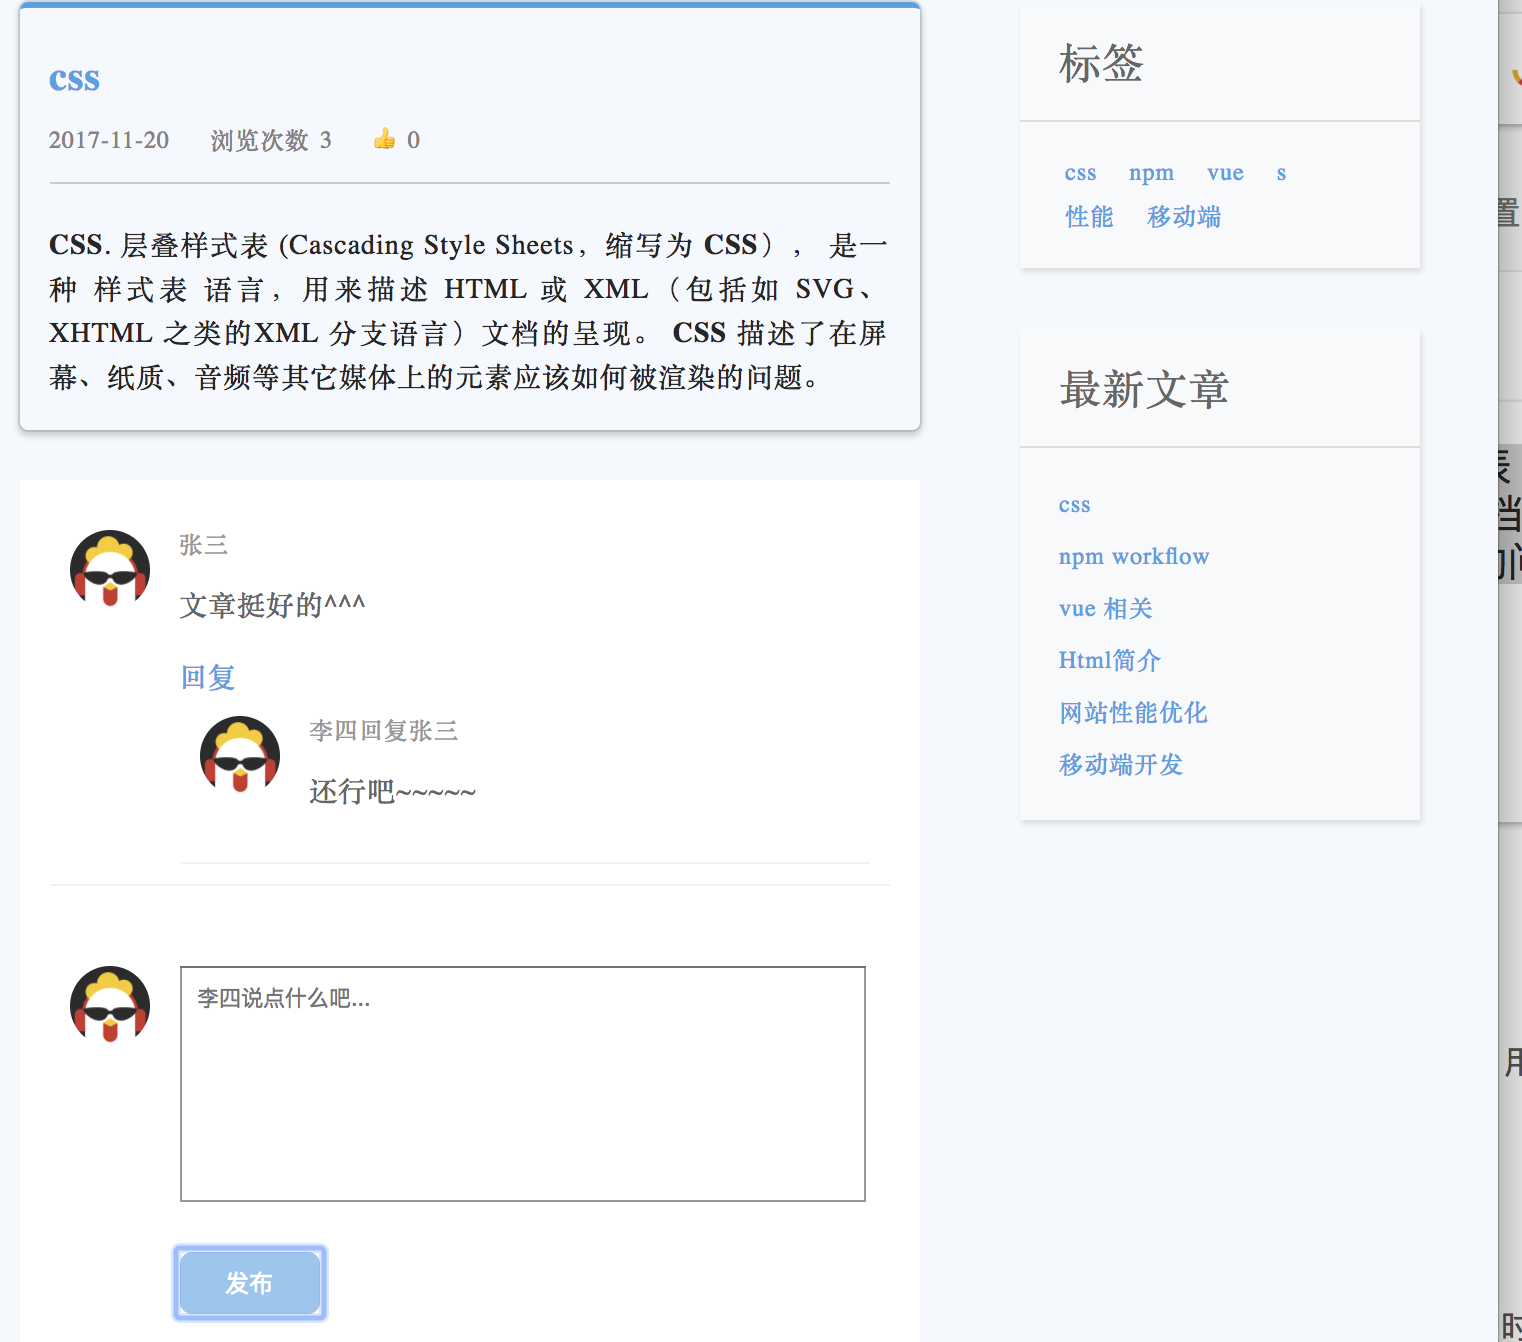 css
2017-11-20 浏览次数 3 👍 0
CSS. 层叠样式表 (Cascading Style Sheets，缩写为 CSS）， 是一
种 样式表 语言，用来描述 HTML 或 XML（包括如 SVG、
XHTML 之类的XML 分支语言）文档的呈现。 CSS 描述了在屏
幕、纸质、音频等其它媒体上的元素应该如何被渲染的问题。
张三
文章挺好的^^^
回复
李四回复张三
还行吧~~~~~
李四说点什么吧...
发布
标签
css npm vue s
性能 移动端
最新文章
css
npm workflow
vue 相关
Html简介
网站性能优化
移动端开发
置